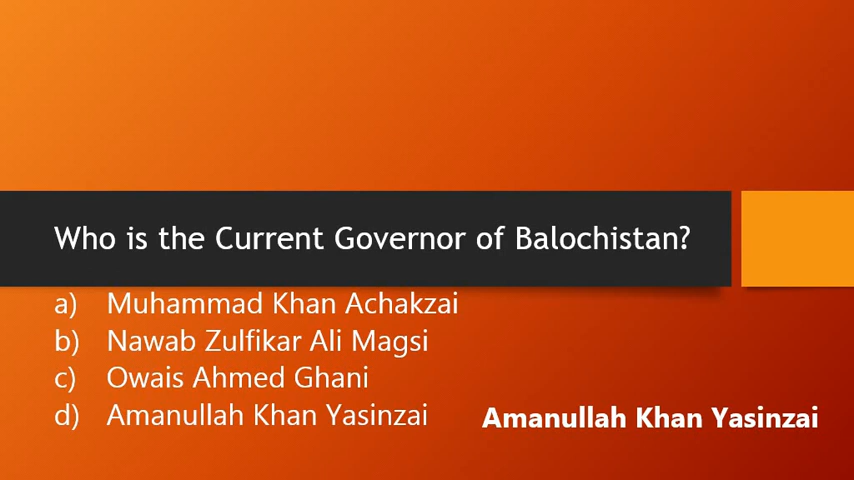 Who is the Current Governor of Balochistan?
a) Muhammad Khan Achakzai
b) Nawab Zulfikar Ali Magsi
c) Owais Ahmed Ghani
d) Amanullah Khan Yasinzai
Amanullah Khan Yasinzai